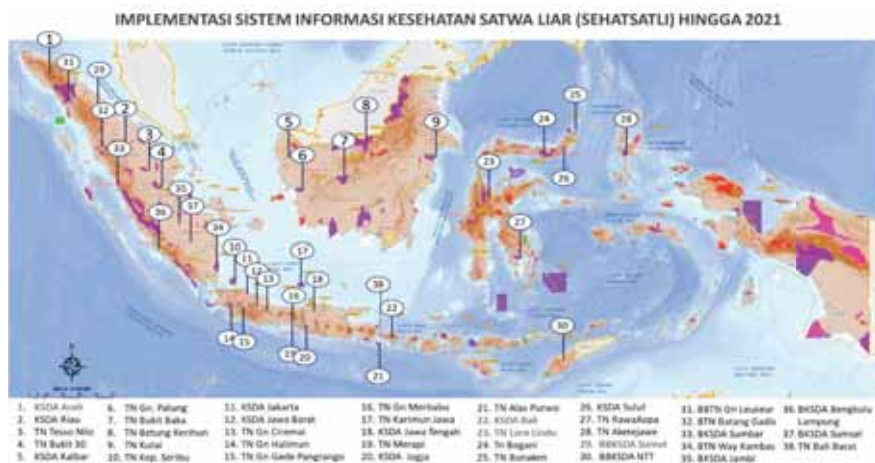 IMPLEMENTASI SISTEM INFORMASI KESEHATAN SATWA LIAR (SEHATSATLI) HINGGA 2021
1. KSDA Aceh
2. KSDA Riau
3. TN Tesso Nilo
4. TN Bukit 30
5. KSDA Kalbar
6. TN Gn. Palung
7. TN Bukit Baka
8. TN Betung Kerihun
9. TN Kutai
10. TN Kep. Seribu
11. KSDA Jakarta
12. KSDA Jawa Barat
13. TN Gn Ciremai
14. TN Gn Halimun
15. TN Gn Gede Pangrango
16. TN Gn Merbabu
17. TN Karimun Jawa
18. KSDA Jawa Tengah
19. TN Merapi
20. KSDA Jogja
21. TN Alas Purwo
22. KSDA Bali
23. TN Lore Lindu
24. TN Bogani
25. TN Bunaken
26. KSDA Sulut
27. TN RawaAopa
28. TN Aketajawe
29. BBKSDA Sumut
30. BBKSDA NTT
31. BBTN Gn Leuseur
32. BTN Batang Gadis
33. BKSDA Sumbar
34. BTN Way Kambas
35. BKSDA Jambi
36. BKSDA Bengkulu
Lampung
37. BKSDA Sumsel
38. TN Bali Barat